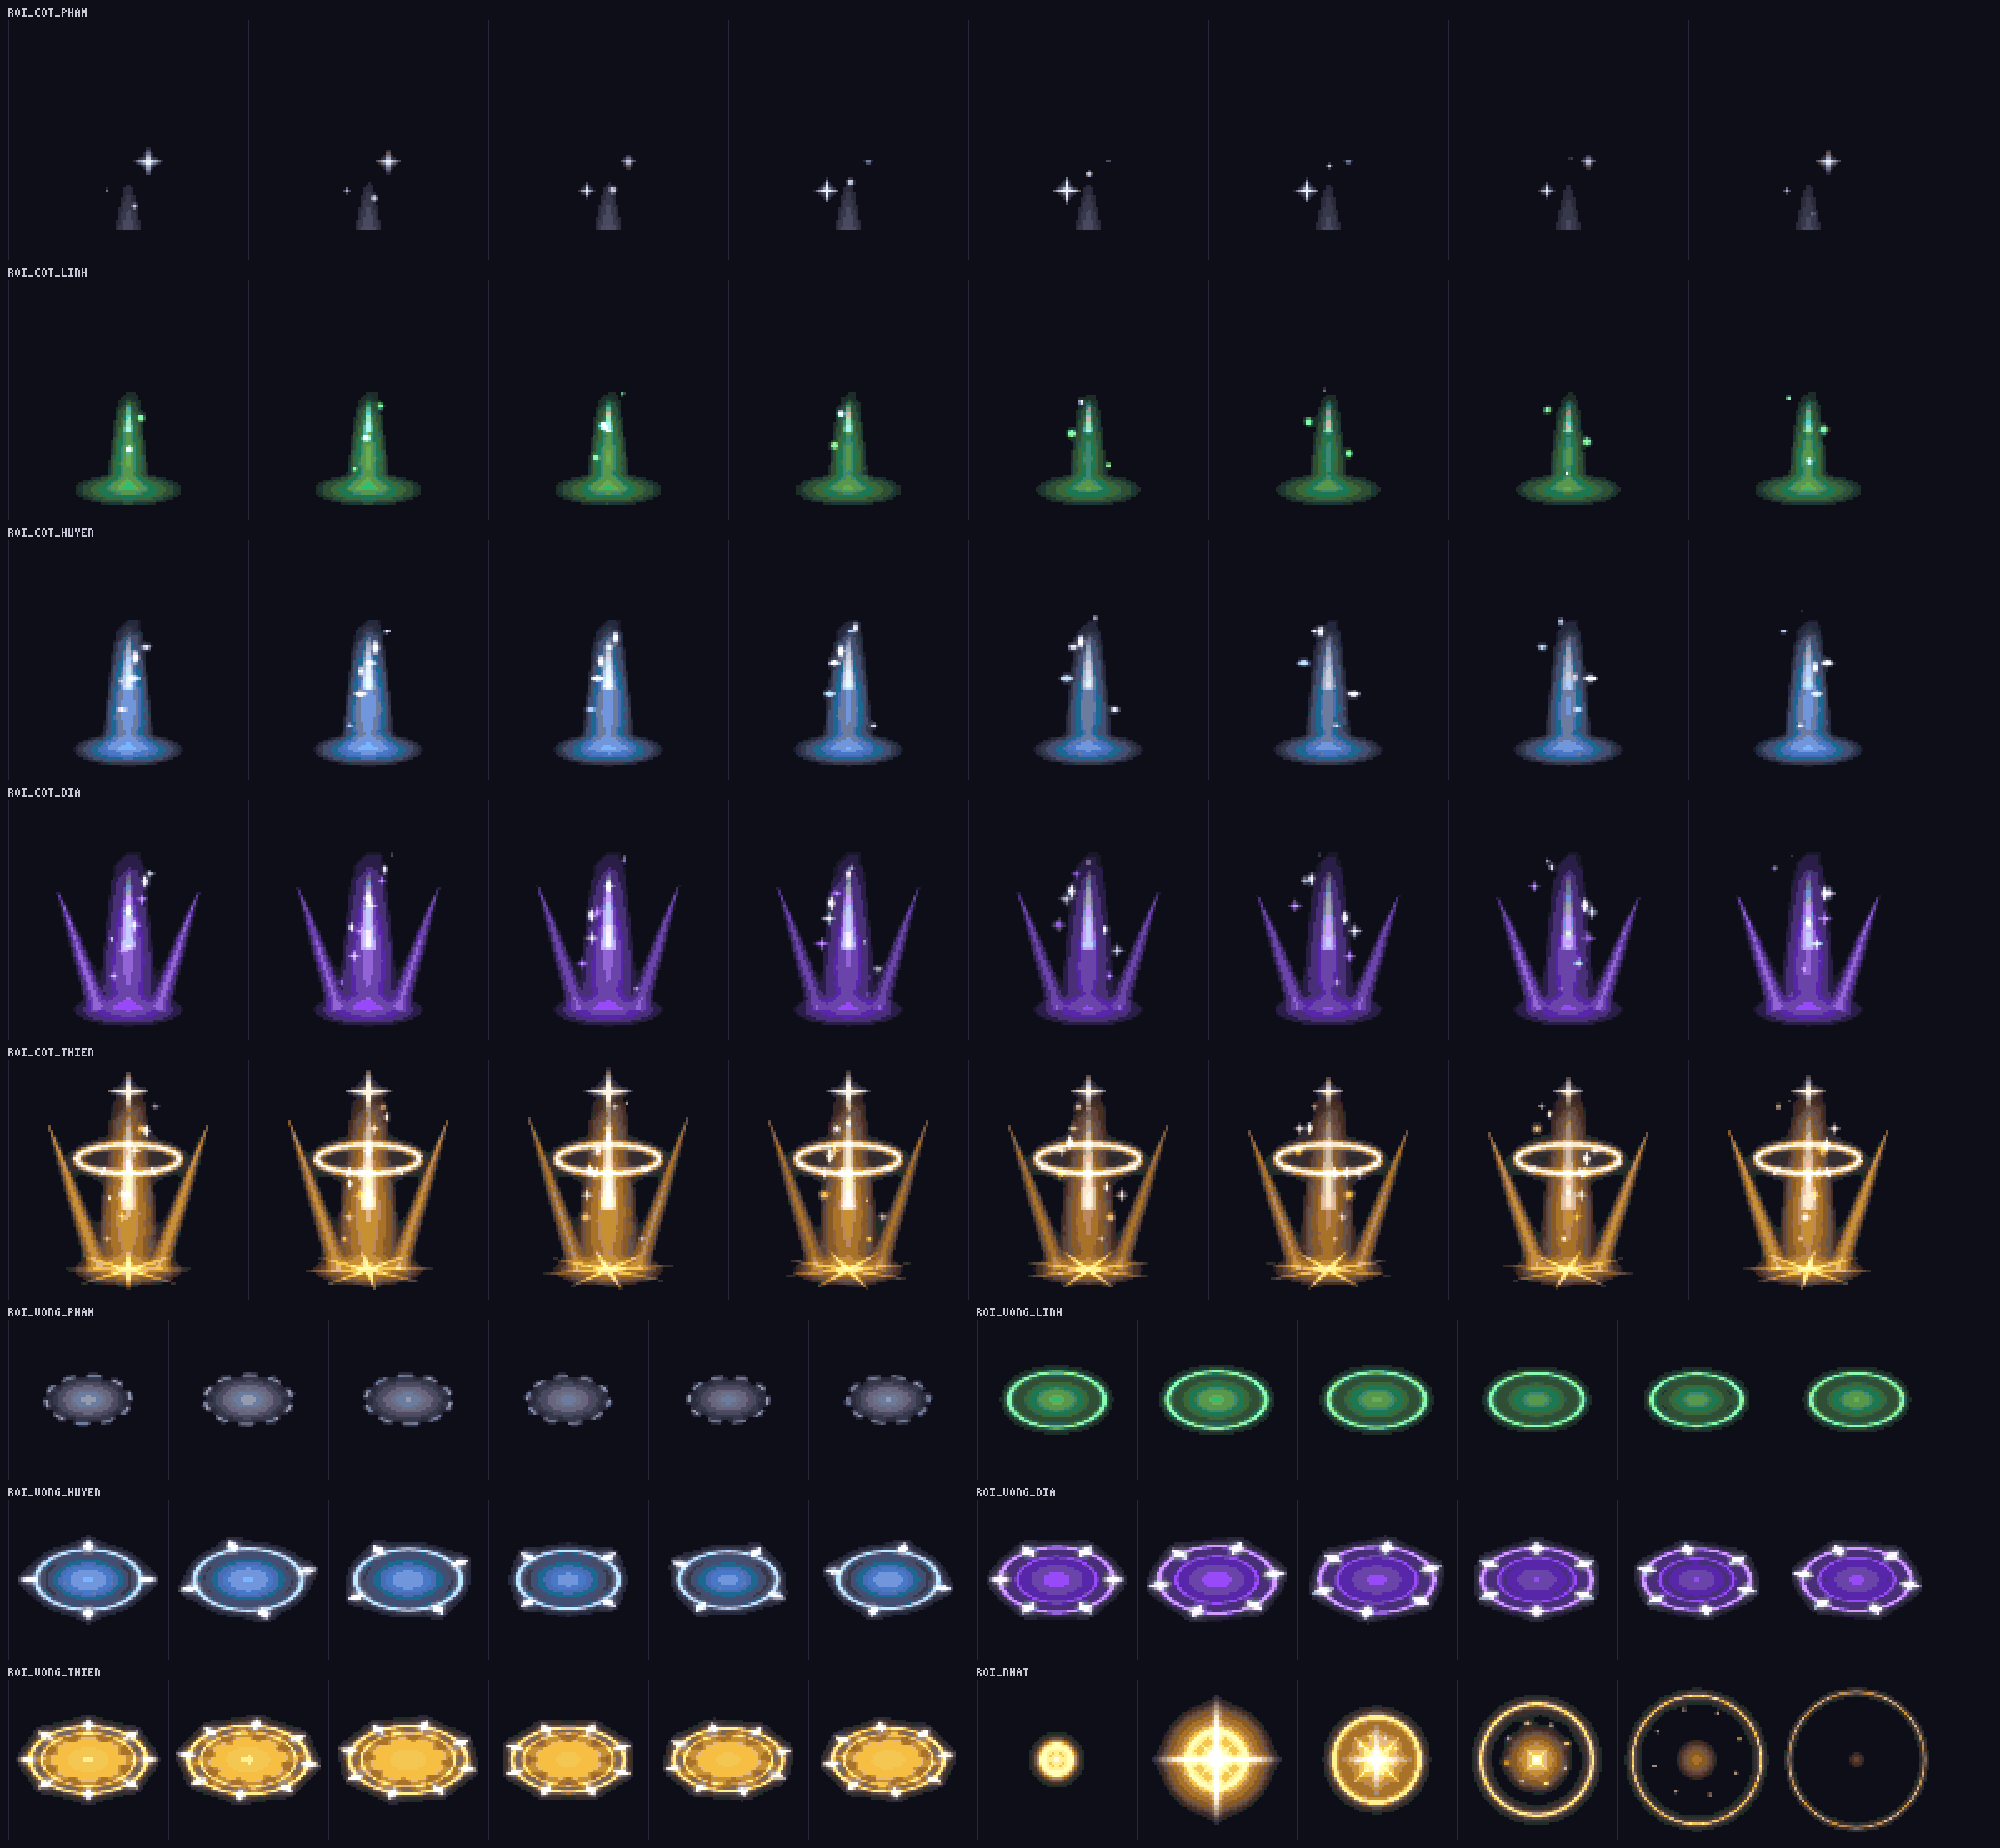 ROI_COT_PHAM
ROI_COT_LINH
ROI_COT_HUYEN
ROI_COT_DIA
ROI_COT_THIEN
ROI_VONG_PHAM
ROI_VONG_LINH
ROI_VONG_HUYEN
ROI_VONG_DIA
ROI_VONG_THIEN
ROI_NHAT